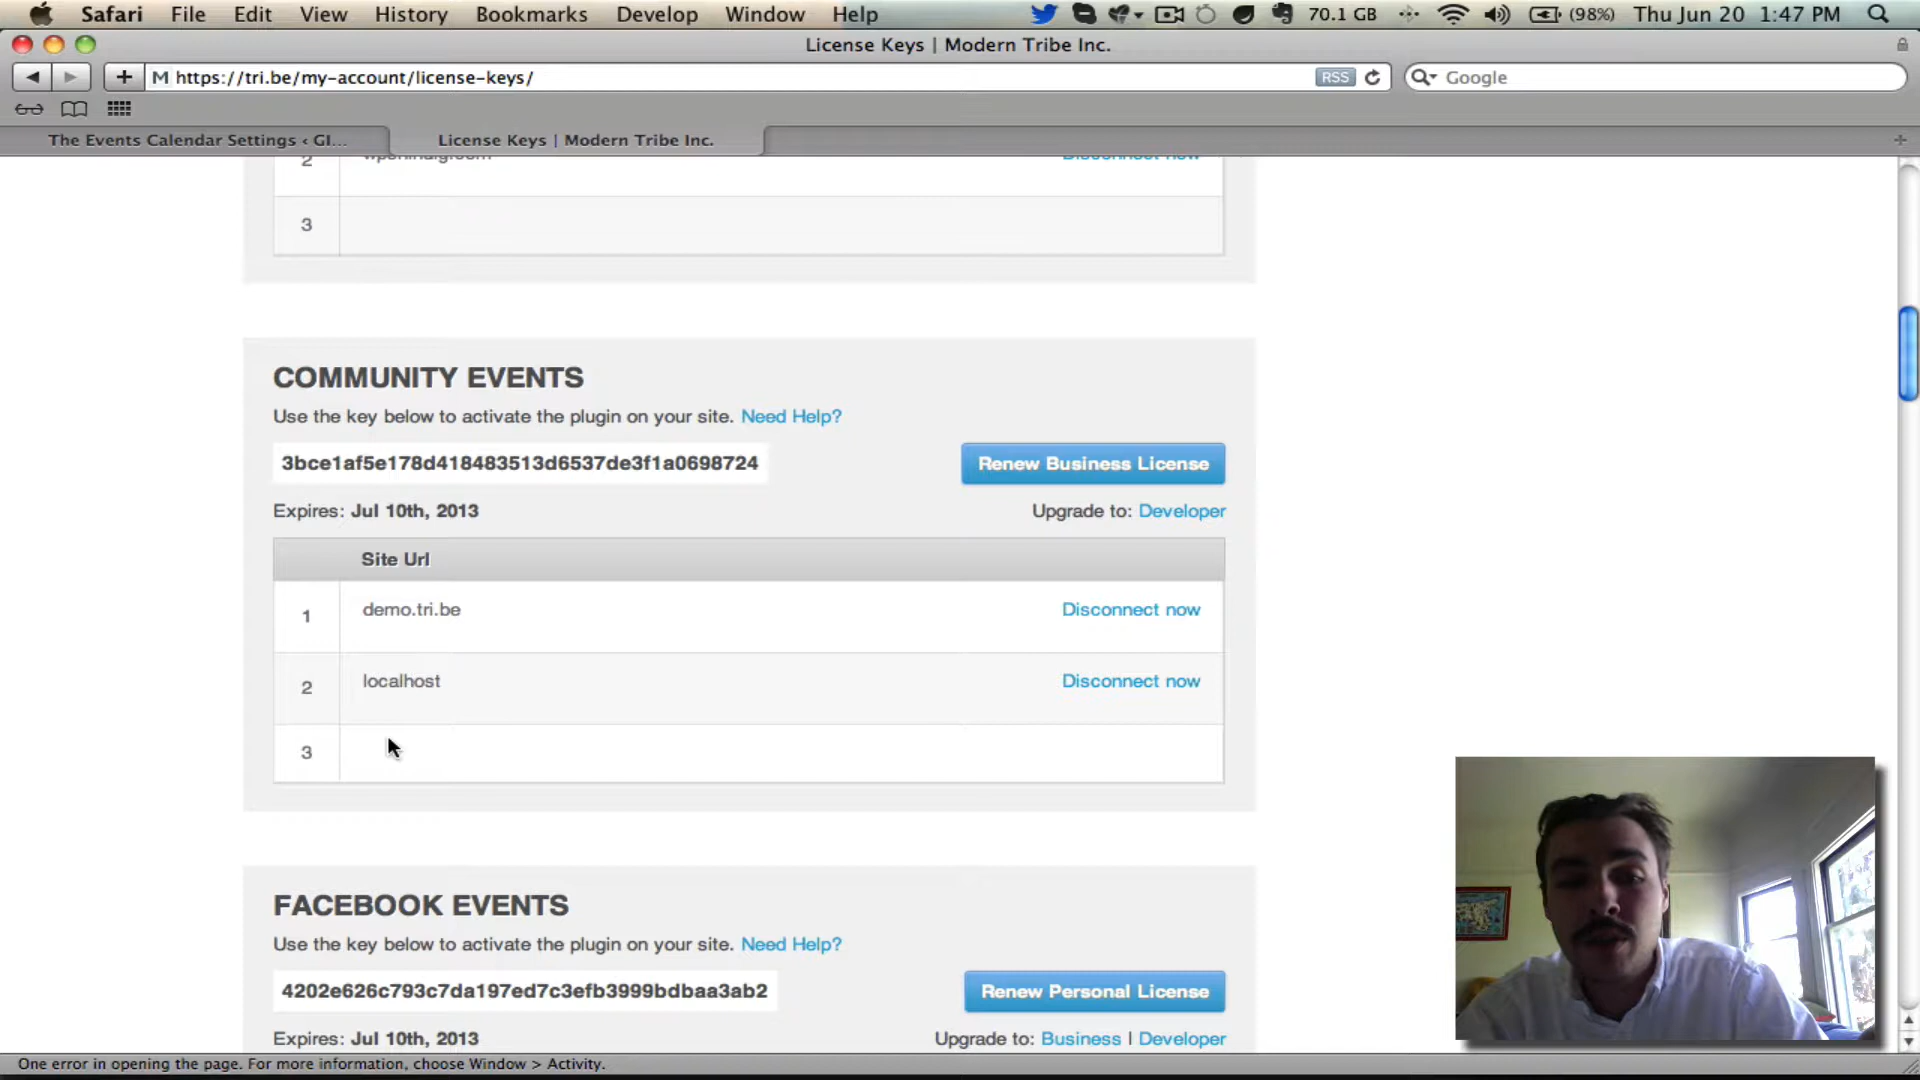 Safari File Edit View History Bookmarks Develop Window Help 70.1 GB (98%) Thu Jun 20 1:47 PM
License Keys | Modern Tribe Inc.
M https://tri.be/my-account/license-keys/ RSS Google
The Events Calendar Settings ‹ Gl... License Keys | Modern Tribe Inc.
2 Disconnect now
3
COMMUNITY EVENTS
Use the key below to activate the plugin on your site. Need Help?
3bce1af5e178d418483513d6537de3f1a0698724 Renew Business License
Expires: Jul 10th, 2013 Upgrade to: Developer
Site Url
1 demo.tri.be Disconnect now
2 localhost Disconnect now
3
FACEBOOK EVENTS
Use the key below to activate the plugin on your site. Need Help?
4202e626c793c7da197ed7c3efb3999bdbaa3ab2 Renew Personal License
Expires: Jul 10th, 2013 Upgrade to: Business | Developer
One error in opening the page. For more information, choose Window > Activity.